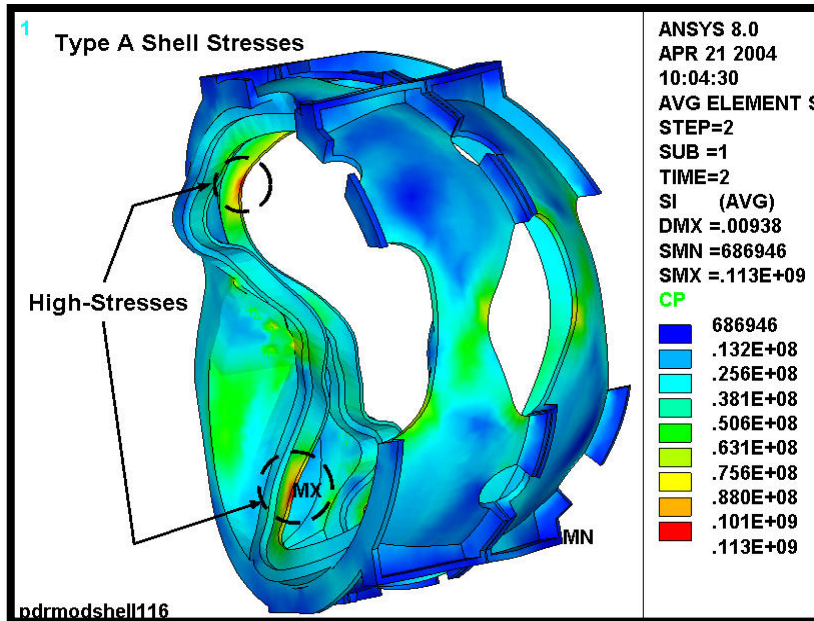 1
Type A Shell Stresses
High-Stresses
MX
MN
pdrmodshell116
ANSYS 8.0
APR 21 2004
10:04:30
AVG ELEMENT S
STEP=2
SUB =1
TIME=2
SI (AVG)
DMX =.00938
SMN =686946
SMX =.113E+09
CP
686946
.132E+08
.256E+08
.381E+08
.506E+08
.631E+08
.756E+08
.880E+08
.101E+09
.113E+09